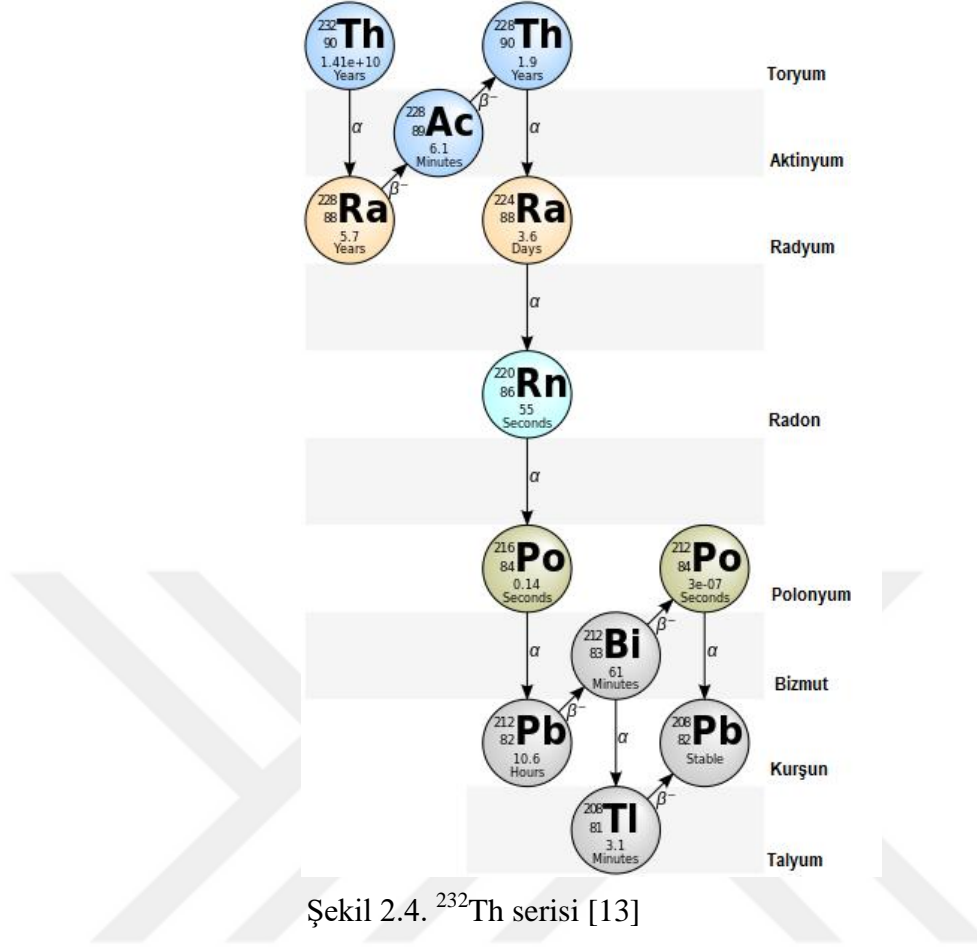 232 90 Th 1.41e+10 Years
228 90 Th 1.9 Years
Toryum
α
228 89 Ac 6.1 Minutes
β⁻
α
Aktinyum
β⁻
228 88 Ra 5.7 Years
224 88 Ra 3.6 Days
Radyum
α
220 86 Rn 55 Seconds
Radon
α
216 84 Po 0.14 Seconds
212 84 Po 3e-07 Seconds
Polonyum
α
212 83 Bi 61 Minutes
β⁻
α
Bizmut
β⁻
212 82 Pb 10.6 Hours
α
208 82 Pb Stable
Kurşun
208 81 Tl 3.1 Minutes
β⁻
Talyum
Şekil 2.4. ²³²Th serisi [13]